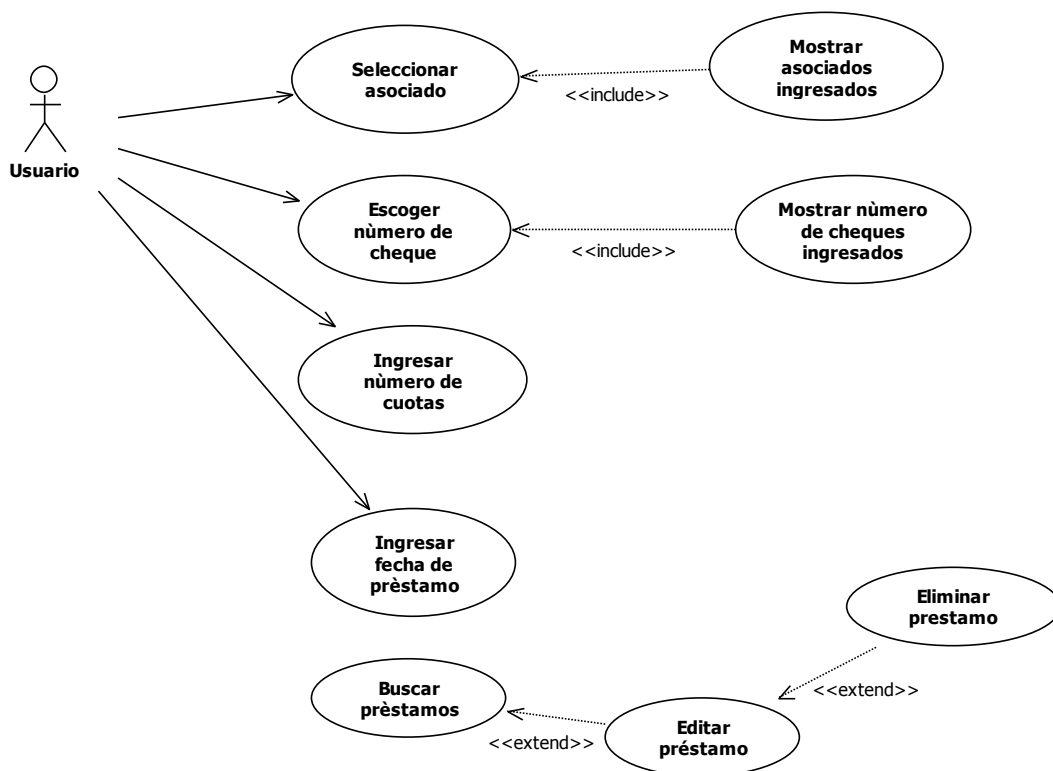 Usuario
Seleccionar
asociado
<<include>>
Mostrar
asociados
ingresados
Escoger
nùmero de
cheque
<<include>>
Mostrar nùmero
de cheques
ingresados
Ingresar
nùmero de
cuotas
Ingresar
fecha de
prèstamo
Eliminar
prestamo
<<extend>>
Buscar
prèstamos
<<extend>>
Editar
préstamo